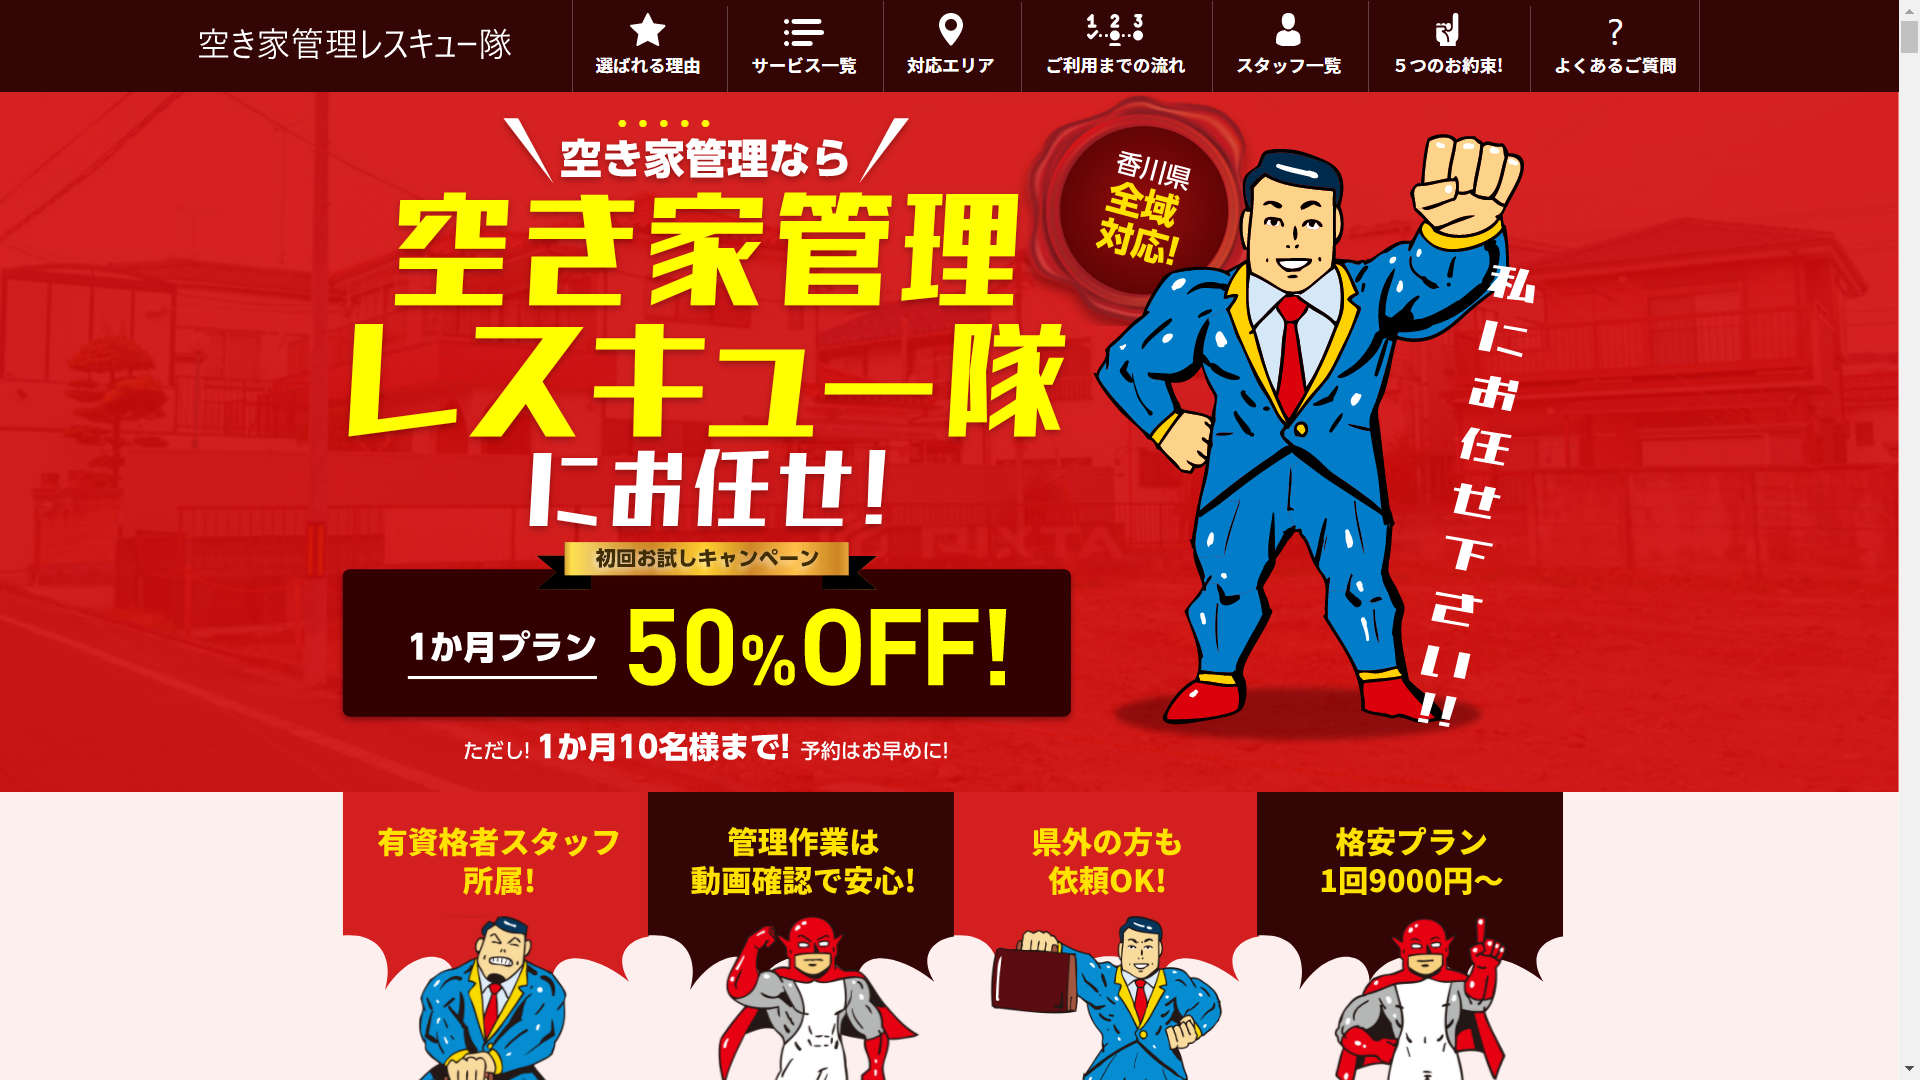 空き家管理レスキュー隊
選ばれる理由
サービス一覧
対応エリア
1 2 3
ご利用までの流れ
スタッフ一覧
5つのお約束!
?
よくあるご質問
空き家管理なら
空き家管理
レスキュー隊
にお任せ!
初回お試しキャンペーン
1か月プラン 50%OFF!
ただし! 1か月10名様まで! 予約はお早めに!
香川県
全域
対応!
私にお任せ下さい!!
PIXTA
有資格者スタッフ
所属!
管理作業は
動画確認で安心!
県外の方も
依頼OK!
格安プラン
1回9000円〜